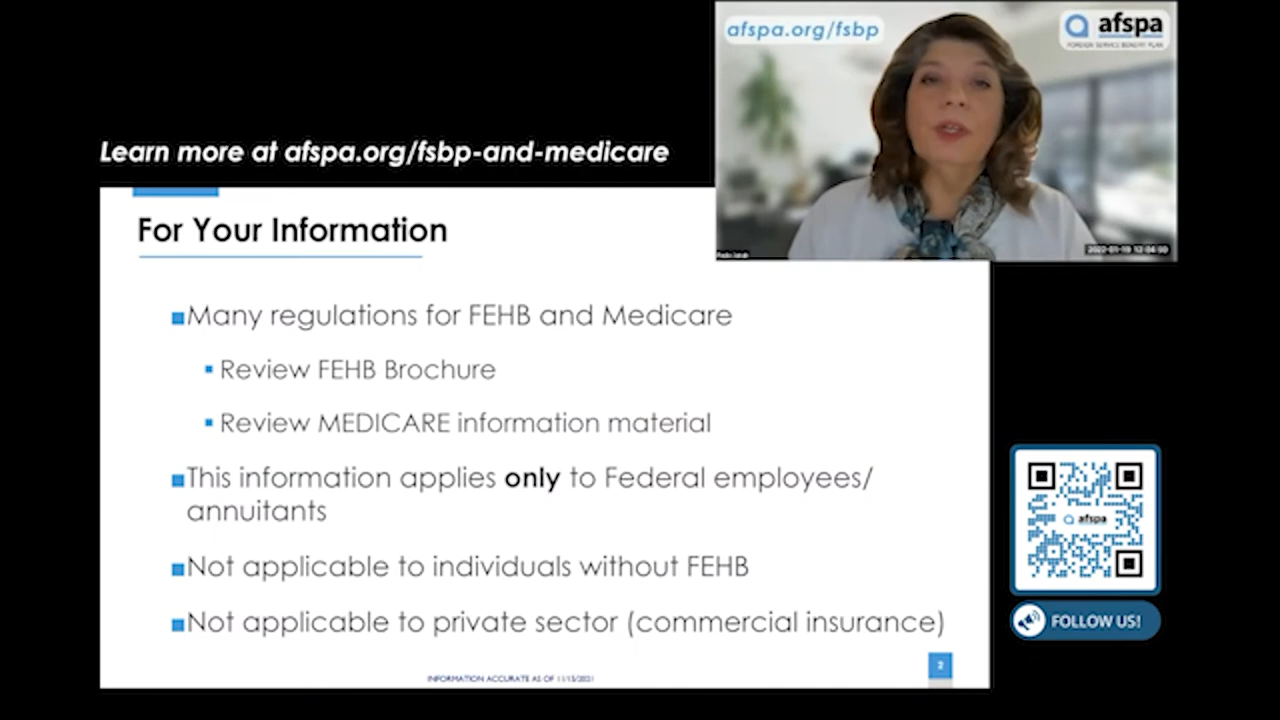 afspa.org/fsbp
afspa
FOREIGN SERVICE BENEFIT PLAN
Learn more at afspa.org/fsbp-and-medicare
For Your Information
Many regulations for FEHB and Medicare
Review FEHB Brochure
Review MEDICARE information material
This information applies only to Federal employees/
annuitants
Not applicable to individuals without FEHB
Not applicable to private sector (commercial insurance)
INFORMATION ACCURATE AS OF 11/15/2021
2
afspa
FOLLOW US!